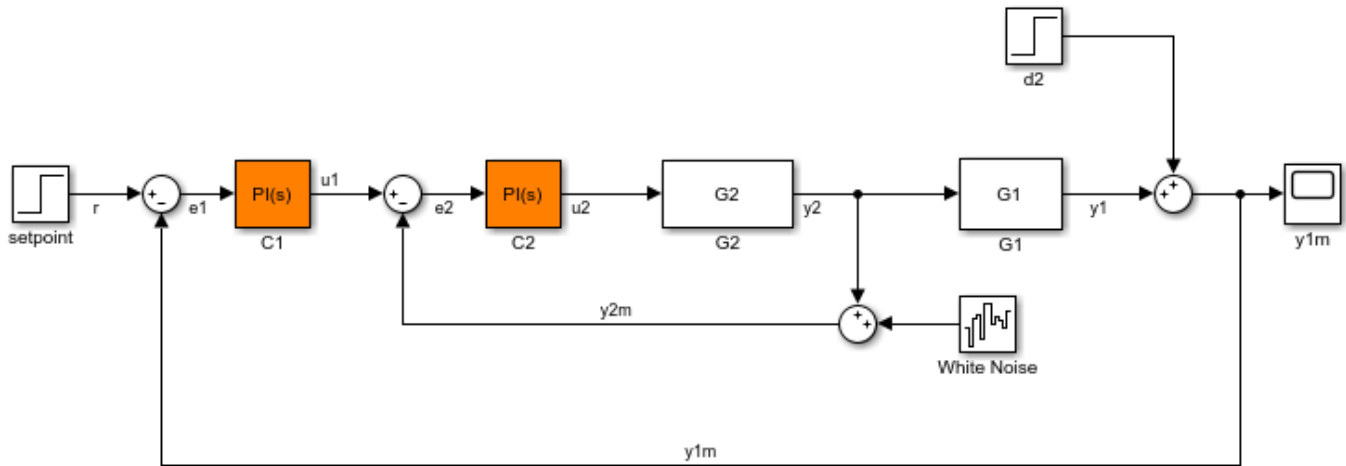 d2
PI(s)
u1
PI(s)
G2
G1
r
e1
e2
u2
y2
y1
setpoint
C1
C2
G2
G1
y1m
y2m
White Noise
y1m